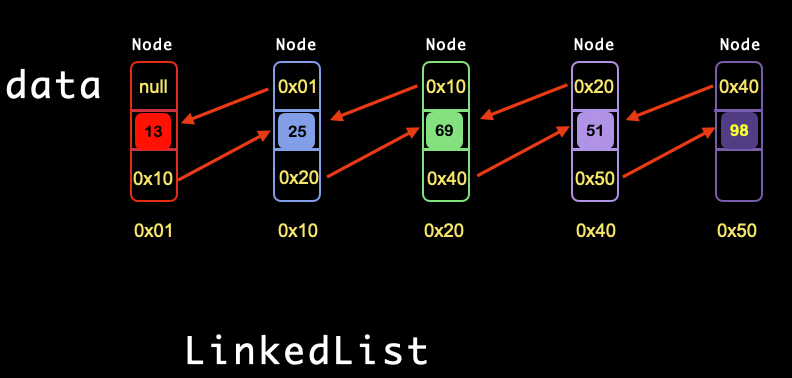 Node Node Node Node Node
data null 0x01 0x10 0x20 0x40
13 25 69 51 98
0x10 0x20 0x40 0x50
0x01 0x10 0x20 0x40 0x50
LinkedList